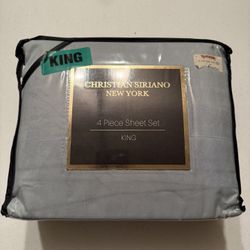 KING
CHRISTIAN SIRIANO
NEW YORK
4 Piece Sheet Set
KING